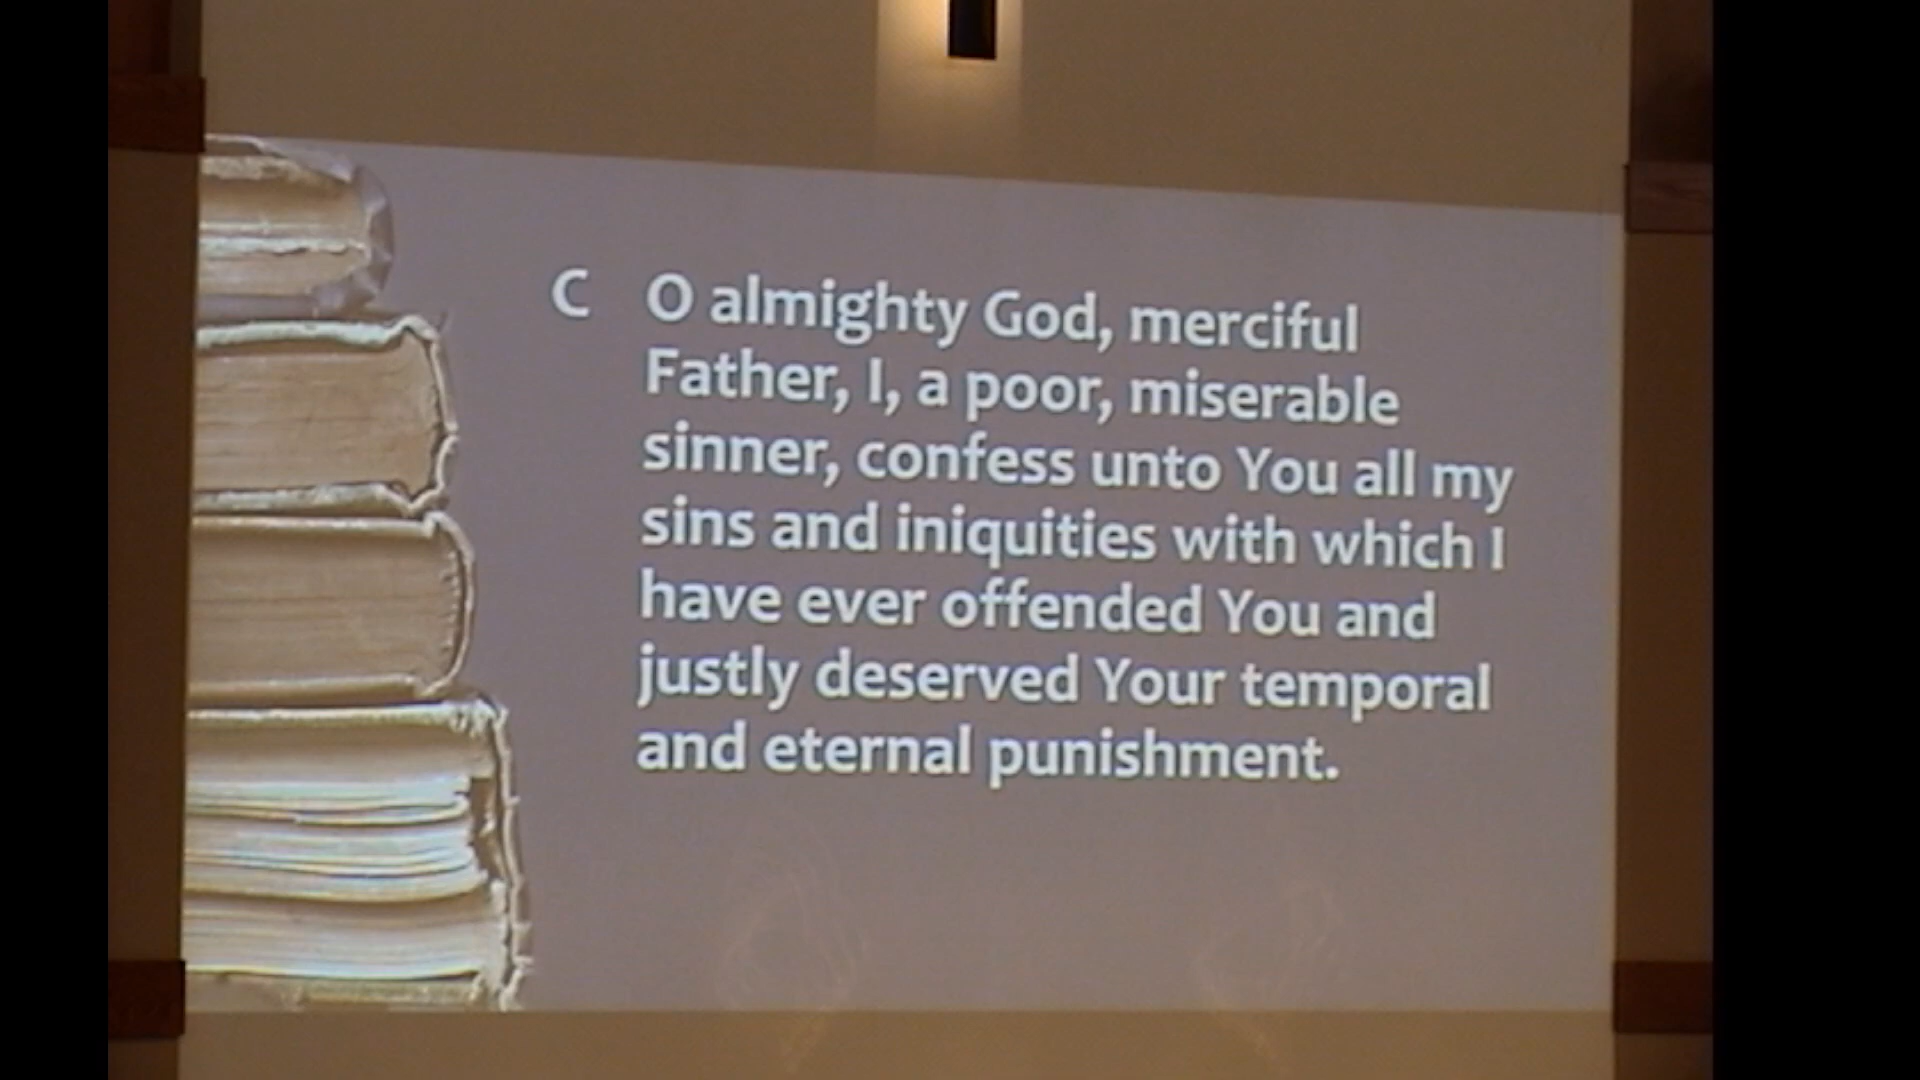 C O almighty God, merciful
Father, I, a poor, miserable
sinner, confess unto You all my
sins and iniquities with which I
have ever offended You and
justly deserved Your temporal
and eternal punishment.